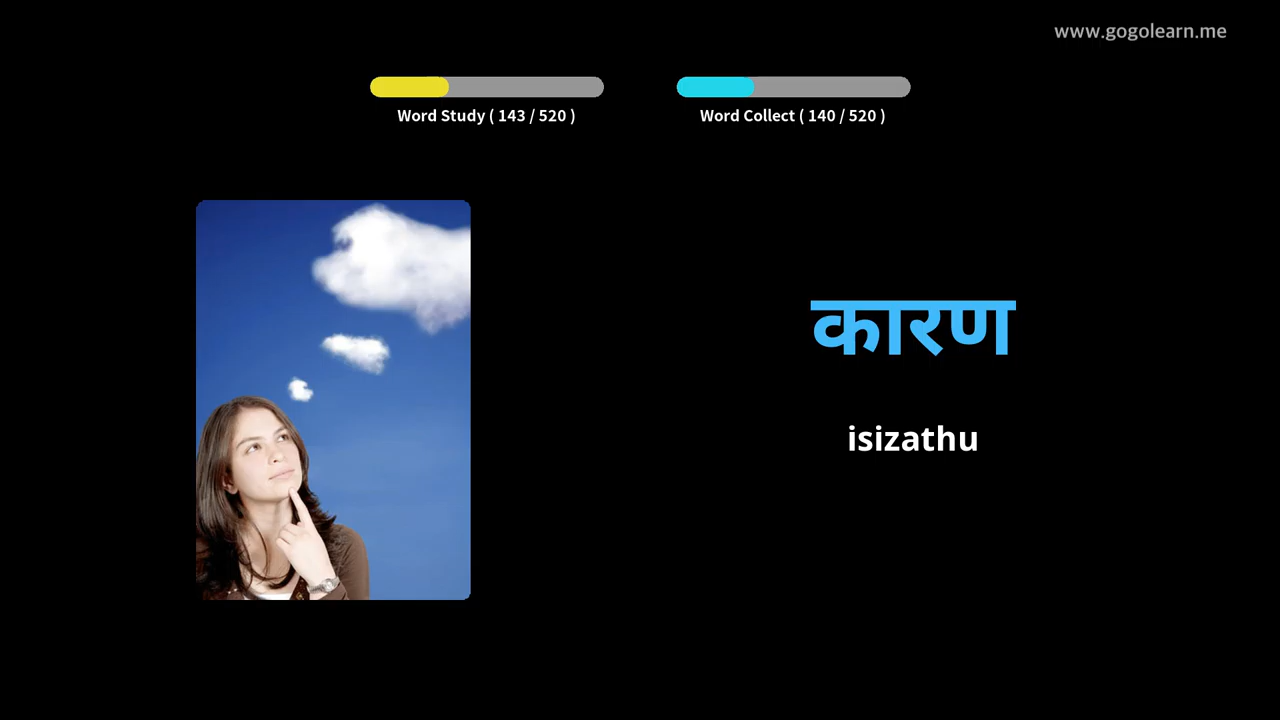 www.gogolearn.me
Word Study ( 143 / 520 )
Word Collect ( 140 / 520 )
कारण
isizathu